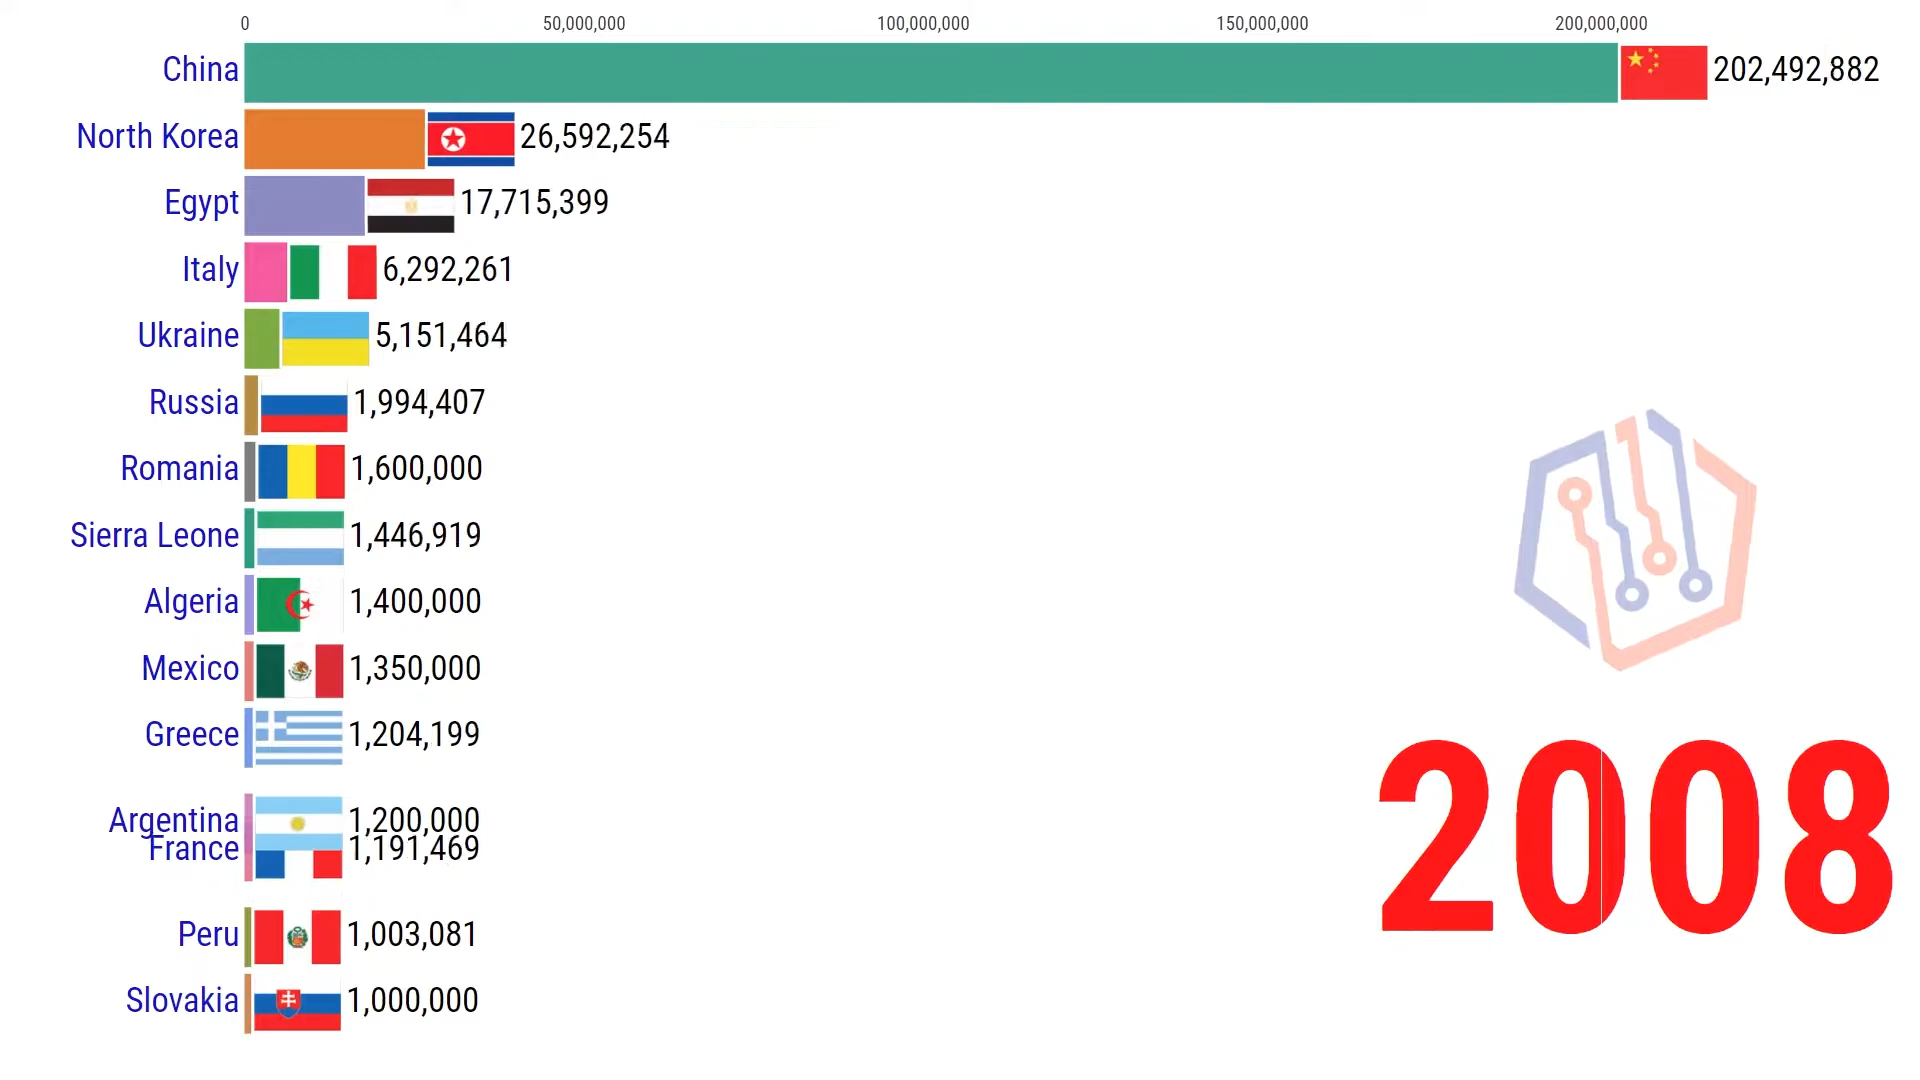 0 50,000,000 100,000,000 150,000,000 200,000,000
China 202,492,882
North Korea 26,592,254
Egypt 17,715,399
Italy 6,292,261
Ukraine 5,151,464
Russia 1,994,407
Romania 1,600,000
Sierra Leone 1,446,919
Algeria 1,400,000
Mexico 1,350,000
Greece 1,204,199
Argentina 1,200,000
France 1,191,469
Peru 1,003,081
Slovakia 1,000,000
2008